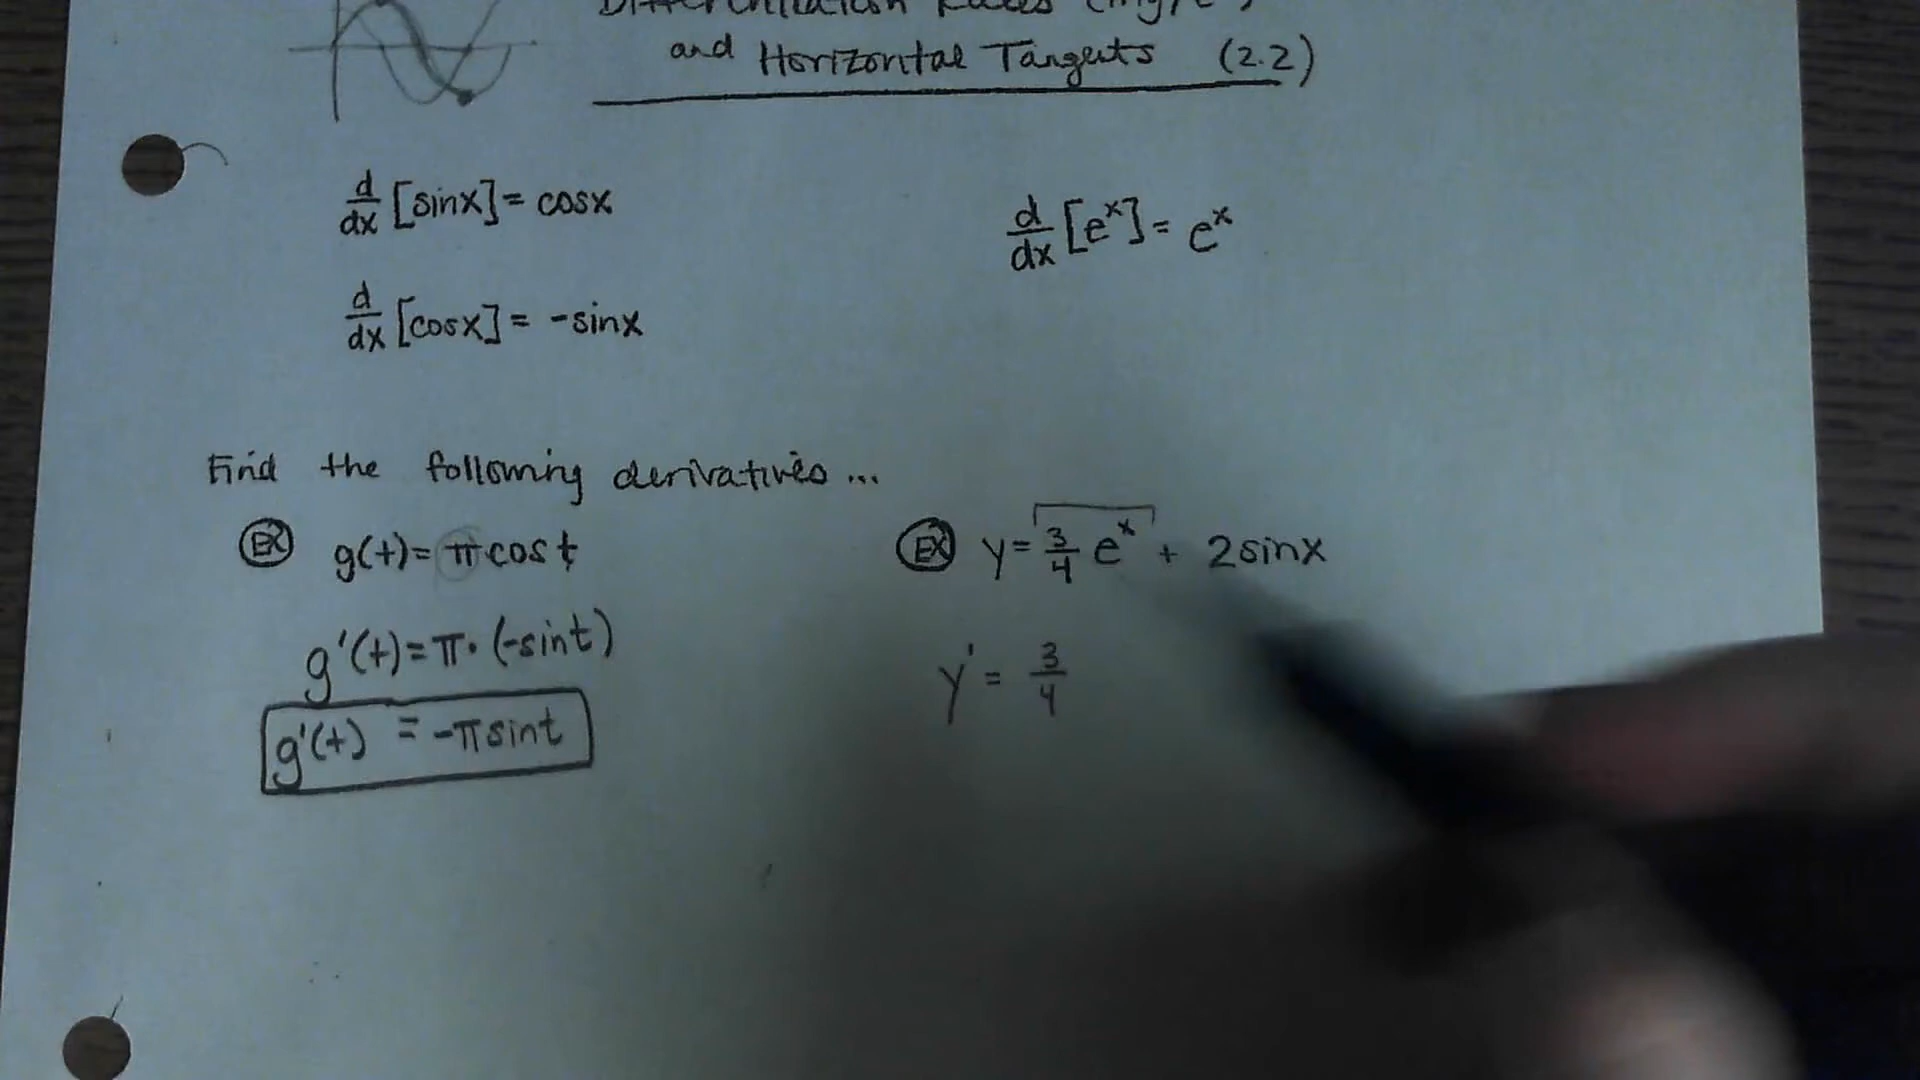 and Horizontal Tangents (2.2)
d/dx [sinx] = cosx
d/dx [e^x] = e^x
d/dx [cosx] = -sinx
Find the following derivatives ...
EX g(t) = π cos t
g'(t) = π · (-sint)
g'(t) = -π sint
EX y = 3/4 e^x + 2sinx
y' = 3/4